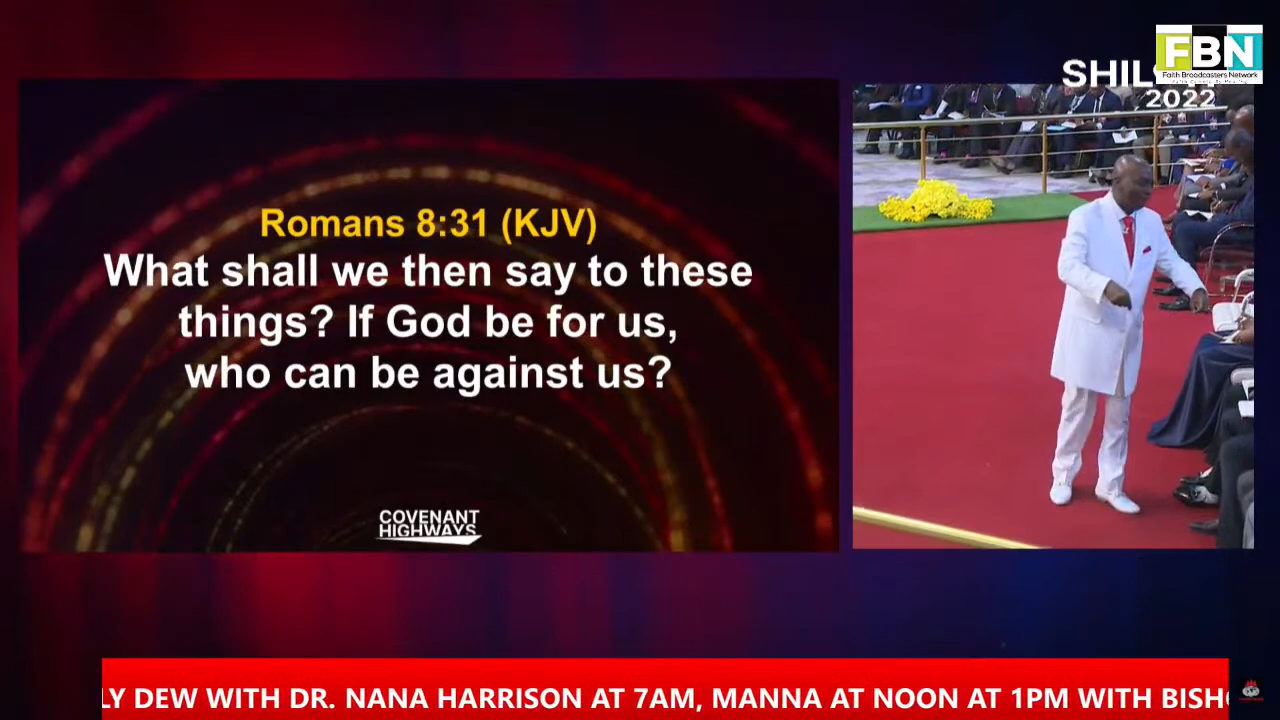 FBN
Faith Broadcasters Network
2022
Romans 8:31 (KJV)
What shall we then say to these
things? If God be for us,
who can be against us?
COVENANT
HIGHWAYS
LY DEW WITH DR. NANA HARRISON AT 7AM, MANNA AT NOON AT 1PM WITH BISH